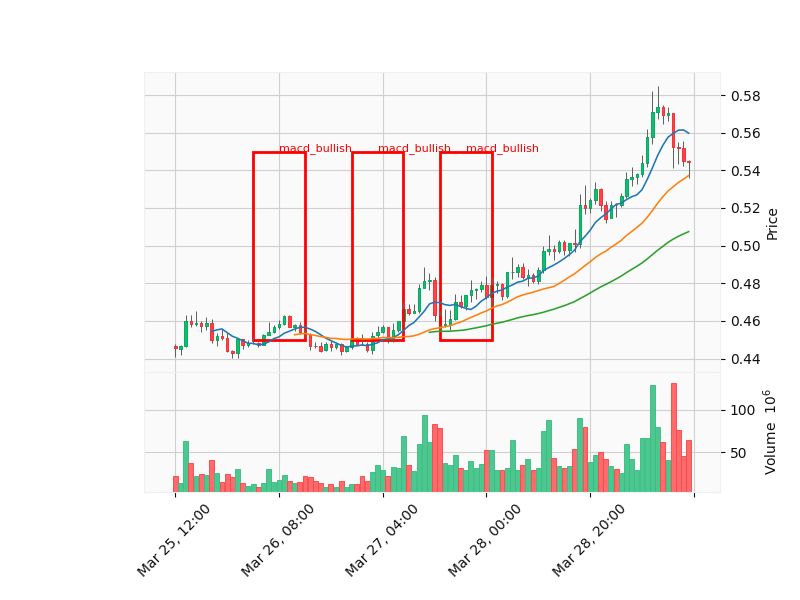 macd_bullish macd_bullish macd_bullish
0.58
0.56
0.54
0.52
0.50
0.48
0.46
0.44
Price
100
50
Volume 10^6
Mar 25, 12:00
Mar 26, 08:00
Mar 27, 04:00
Mar 28, 00:00
Mar 28, 20:00